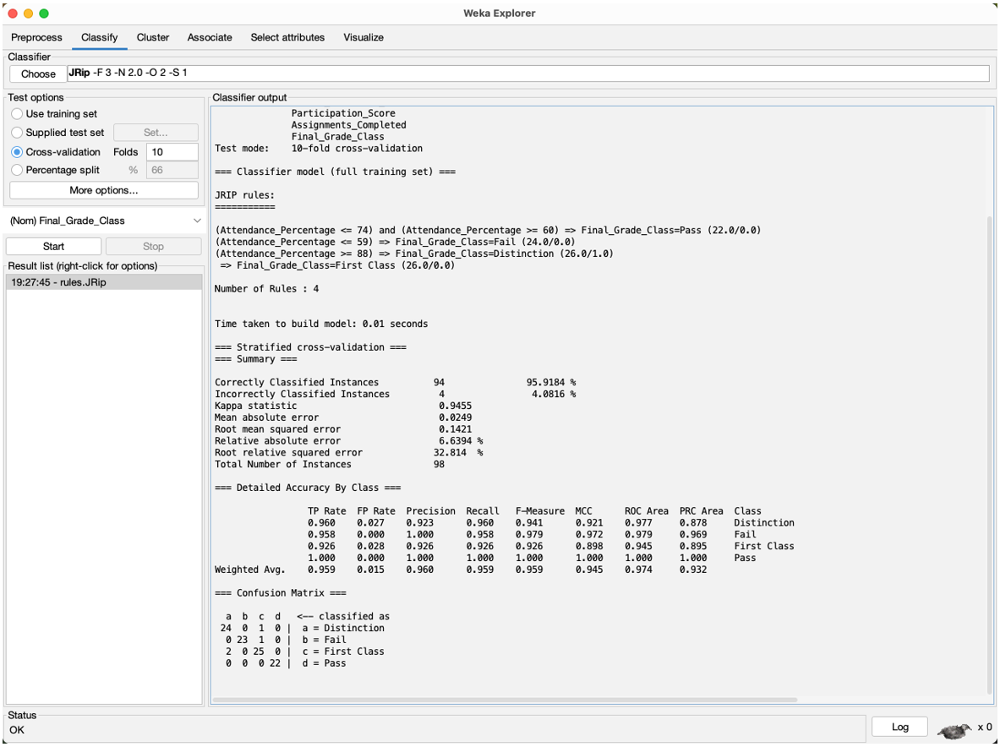 Weka Explorer
Preprocess Classify Cluster Associate Select attributes Visualize
Classifier
Choose JRip -F 3 -N 2.0 -O 2 -S 1
Test options
Use training set
Supplied test set Set...
Cross-validation Folds 10
Percentage split % 66
More options...
(Nom) Final_Grade_Class
Start Stop
Result list (right-click for options)
19:27:45 - rules.JRip
Classifier output
Participation_Score
Assignments_Completed
Final_Grade_Class
Test mode: 10-fold cross-validation
=== Classifier model (full training set) ===
JRIP rules:
===========
(Attendance_Percentage <= 74) and (Attendance_Percentage >= 60) => Final_Grade_Class=Pass (22.0/0.0)
(Attendance_Percentage <= 59) => Final_Grade_Class=Fail (24.0/0.0)
(Attendance_Percentage >= 88) => Final_Grade_Class=Distinction (26.0/1.0)
=> Final_Grade_Class=First Class (26.0/0.0)
Number of Rules : 4
Time taken to build model: 0.01 seconds
=== Stratified cross-validation ===
=== Summary ===
Correctly Classified Instances 94 95.9184 %
Incorrectly Classified Instances 4 4.0816 %
Kappa statistic 0.9455
Mean absolute error 0.0249
Root mean squared error 0.1421
Relative absolute error 6.6394 %
Root relative squared error 32.814 %
Total Number of Instances 98
=== Detailed Accuracy By Class ===
TP Rate FP Rate Precision Recall F-Measure MCC ROC Area PRC Area Class
0.960 0.027 0.923 0.960 0.941 0.921 0.977 0.878 Distinction
0.958 0.000 1.000 0.958 0.979 0.972 0.979 0.969 Fail
0.926 0.028 0.926 0.926 0.926 0.898 0.945 0.895 First Class
1.000 0.000 1.000 1.000 1.000 1.000 1.000 1.000 Pass
Weighted Avg. 0.959 0.015 0.960 0.959 0.959 0.945 0.974 0.932
=== Confusion Matrix ===
a b c d <-- classified as
24 0 1 0 | a = Distinction
0 23 1 0 | b = Fail
2 0 25 0 | c = First Class
0 0 0 22 | d = Pass
Status
OK
Log x 0